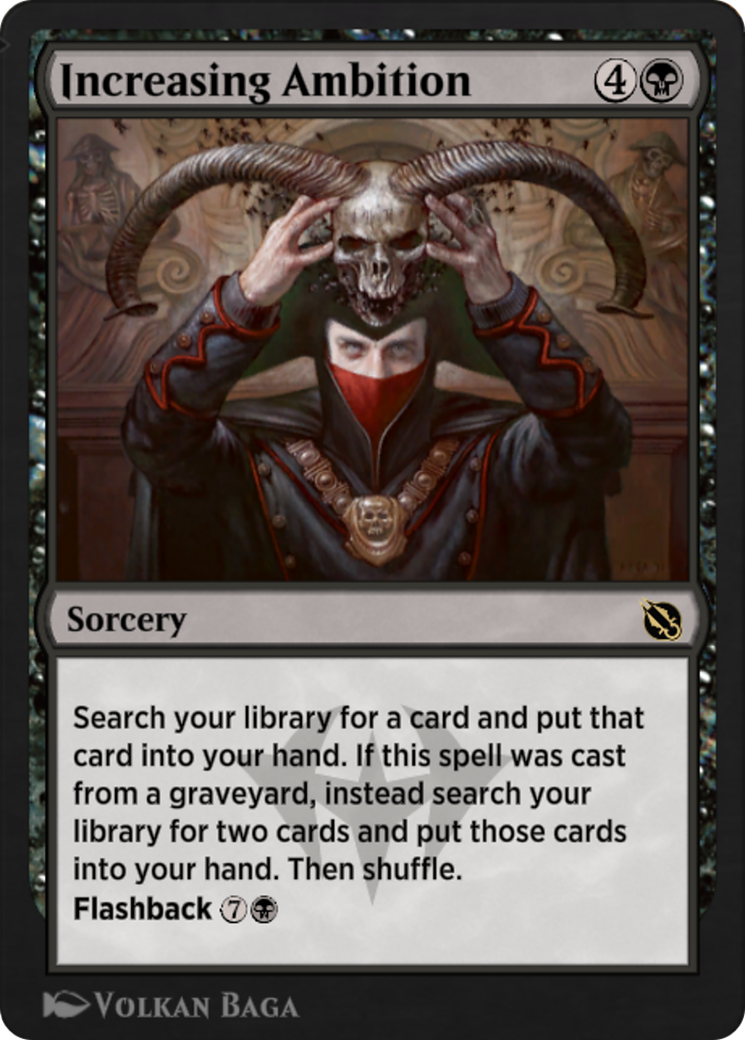 Increasing Ambition 4
Sorcery
Search your library for a card and put that
card into your hand. If this spell was cast
from a graveyard, instead search your
library for two cards and put those cards
into your hand. Then shuffle.
Flashback 7
Volkan Baga